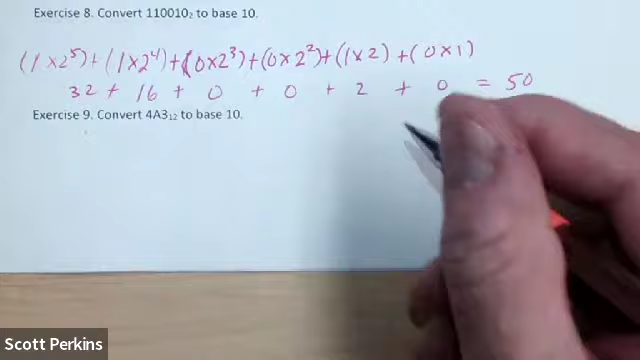 Exercise 8. Convert 110010₂ to base 10.
(1×2⁵)+(1×2⁴)+(0×2³)+(0×2²)+(1×2)+(0×1)
32 + 16 + 0 + 0 + 2 + 0 = 50
Exercise 9. Convert 4A3₁₂ to base 10.
Scott Perkins